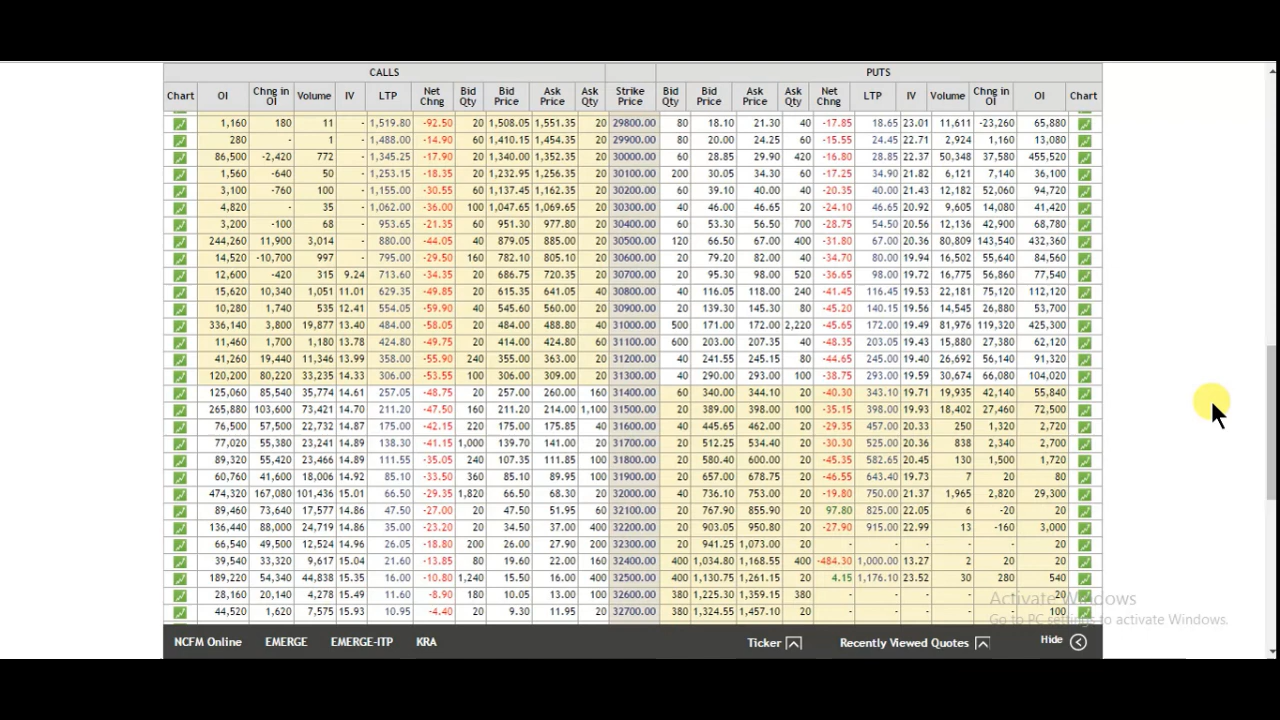 CALLS PUTS
Chart OI Chng in OI Volume IV LTP Net Chng Bid Qty Bid Price Ask Price Ask Qty Strike Price Bid Qty Bid Price Ask Price Ask Qty Net Chng LTP IV Volume Chng in OI OI Chart
1,160 180 11 - 1,519.80 -92.50 20 1,508.05 1,551.35 20 29800.00 80 18.10 21.30 40 -17.85 18.65 23.01 11,611 -23,260 65,880
280 - 1 - 1,488.00 -14.90 60 1,410.15 1,454.30 20 29900.00 80 20.00 24.25 60 -15.55 24.45 22.71 2,924 1,160 13,080
86,500 -2,420 772 - 1,345.25 -17.90 20 1,340.00 1,352.35 20 30000.00 60 28.85 29.90 420 -16.80 28.85 22.37 50,348 37,580 455,520
1,560 -640 50 - 1,253.15 -18.35 20 1,232.95 1,256.35 20 30100.00 200 30.05 34.30 60 -17.25 34.90 21.82 6,121 7,140 36,100
3,100 -760 100 - 1,155.00 -30.55 60 1,137.45 1,162.35 20 30200.00 60 39.10 40.00 40 -20.35 40.00 21.43 12,182 52,060 94,720
4,820 - 35 - 1,062.00 -36.00 100 1,047.65 1,069.65 20 30300.00 40 46.00 46.65 20 -24.10 46.65 20.92 9,605 14,080 41,420
3,200 -100 68 - 953.65 -21.35 60 951.30 977.80 20 30400.00 60 53.30 56.50 700 -28.75 54.50 20.56 12,136 42,900 68,780
244,260 11,900 3,014 - 880.00 -44.05 40 879.05 885.00 20 30500.00 120 66.50 67.00 400 -31.80 67.00 20.36 80,809 143,540 432,360
14,520 -10,700 997 - 795.00 -29.50 160 782.10 805.10 20 30600.00 20 79.20 82.00 40 -34.70 80.00 19.94 16,502 55,640 84,560
12,600 -420 315 9.24 713.60 -34.35 20 686.75 720.35 20 30700.00 20 95.30 98.00 520 -36.65 98.00 19.72 16,775 56,860 77,540
15,620 10,340 1,051 11.01 629.35 -49.85 20 615.35 641.05 40 30800.00 40 116.05 118.00 240 -41.45 116.45 19.53 22,181 75,120 112,120
10,280 1,740 535 12.41 554.05 -59.90 40 545.60 560.00 20 30900.00 20 139.30 145.30 80 -45.20 140.15 19.56 14,545 26,880 53,700
336,140 3,800 19,877 13.40 484.00 -58.05 20 484.00 488.80 40 31000.00 500 171.00 172.00 2,220 -45.65 172.00 19.49 81,976 119,320 425,300
11,460 1,700 1,180 13.78 424.80 -49.75 20 414.00 424.80 60 31100.00 600 203.00 207.35 40 -48.35 203.05 19.43 15,880 27,380 62,120
41,260 19,440 11,346 13.99 358.00 -55.90 240 355.00 363.00 20 31200.00 40 241.55 245.15 80 -44.65 245.00 19.40 26,692 56,140 91,320
120,200 80,220 33,235 14.33 306.00 -53.55 100 306.00 309.00 20 31300.00 40 290.00 293.00 100 -38.75 293.00 19.59 30,674 66,080 104,020
125,060 85,540 35,774 14.61 257.05 -48.75 20 257.00 260.00 160 31400.00 60 340.00 344.10 20 -40.30 343.10 19.71 19,935 42,140 55,840
265,880 103,600 73,421 14.70 211.20 -47.50 160 211.20 214.00 1,100 31500.00 20 389.00 398.00 100 -35.15 398.00 19.93 18,402 27,460 72,500
76,500 57,500 22,732 14.87 175.00 -42.15 220 175.00 175.85 40 31600.00 40 445.65 462.00 20 -29.35 457.00 20.33 250 1,320 2,720
77,020 55,380 23,241 14.89 138.30 -41.15 1,000 139.70 141.00 20 31700.00 20 512.25 534.40 20 -30.30 525.00 20.36 838 2,340 2,700
89,320 55,420 23,466 14.89 111.55 -35.05 240 107.35 111.85 100 31800.00 20 580.40 600.00 20 -45.35 582.65 20.45 130 1,500 1,720
60,760 41,600 18,006 14.92 85.10 -33.50 360 85.10 89.95 100 31900.00 20 657.00 678.75 20 -46.55 643.40 19.73 7 20 80
474,320 167,080 101,436 15.01 66.50 -29.35 1,820 66.50 68.30 20 32000.00 40 736.10 753.00 20 -19.80 750.00 21.37 1,965 2,820 29,300
89,460 73,640 17,577 14.86 47.50 -27.00 20 47.50 51.95 60 32100.00 20 767.90 855.90 20 97.80 825.00 22.05 6 -20 20
136,440 88,000 24,719 14.86 35.00 -23.20 20 34.50 37.00 400 32200.00 20 903.05 950.80 20 -27.90 915.00 22.99 13 -160 3,000
66,540 49,500 12,524 14.96 26.05 -18.80 200 26.00 27.90 200 32300.00 20 941.25 1,073.00 20 - - - - - 20
39,540 33,320 9,617 15.04 21.60 -13.85 80 19.60 22.00 160 32400.00 400 1,034.80 1,168.55 400 -484.30 1,000.00 13.27 2 20 20
189,220 54,340 44,838 15.35 16.00 -10.80 1,240 15.50 16.00 400 32500.00 400 1,130.75 1,261.15 20 4.15 1,176.10 23.52 30 280 540
28,160 20,140 4,278 15.49 11.60 -8.90 180 10.05 13.00 100 32600.00 380 1,225.30 1,359.15 380 - - - - - 20
44,520 1,620 7,575 15.93 10.95 -4.40 20 9.30 11.95 20 32700.00 380 1,324.55 1,457.10 20 - - - - - 100
Activate Windows
Go to PC settings to activate Windows.
NCFM Online EMERGE EMERGE-ITP KRA Ticker Recently Viewed Quotes Hide